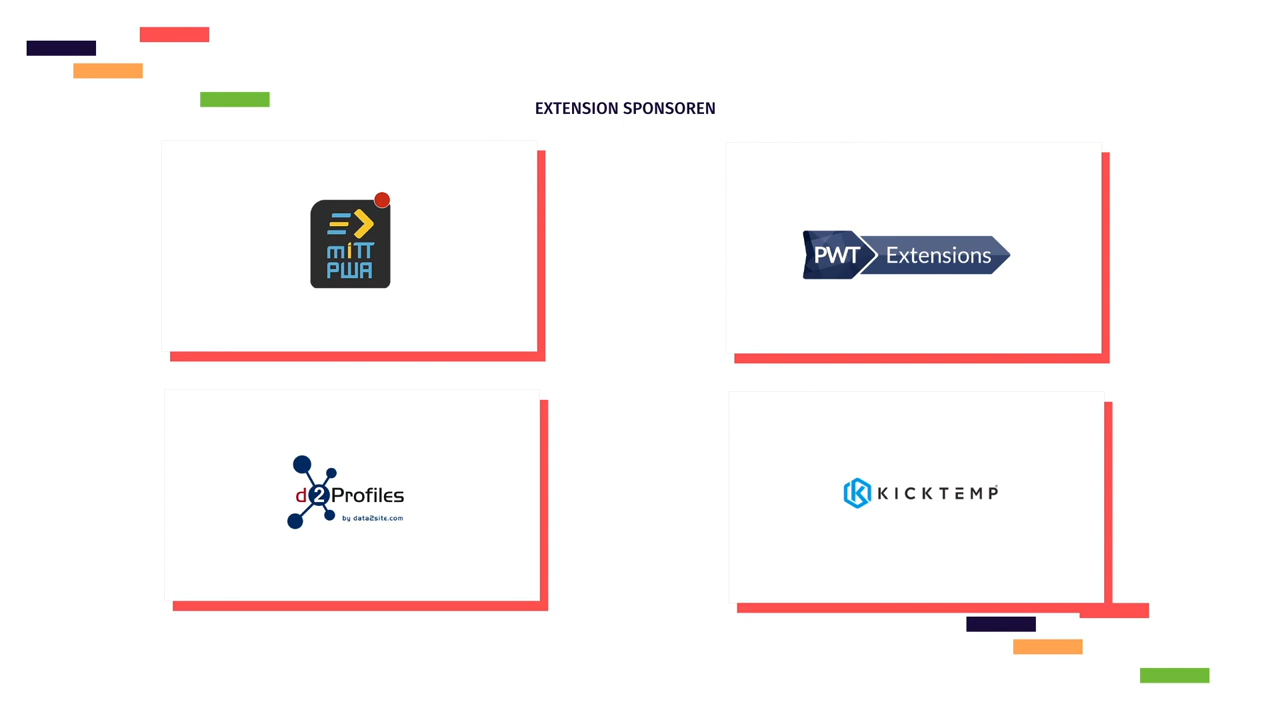 EXTENSION SPONSOREN
miTT
PWA
PWT Extensions
d2Profiles
by data2site.com
KICKTEMP